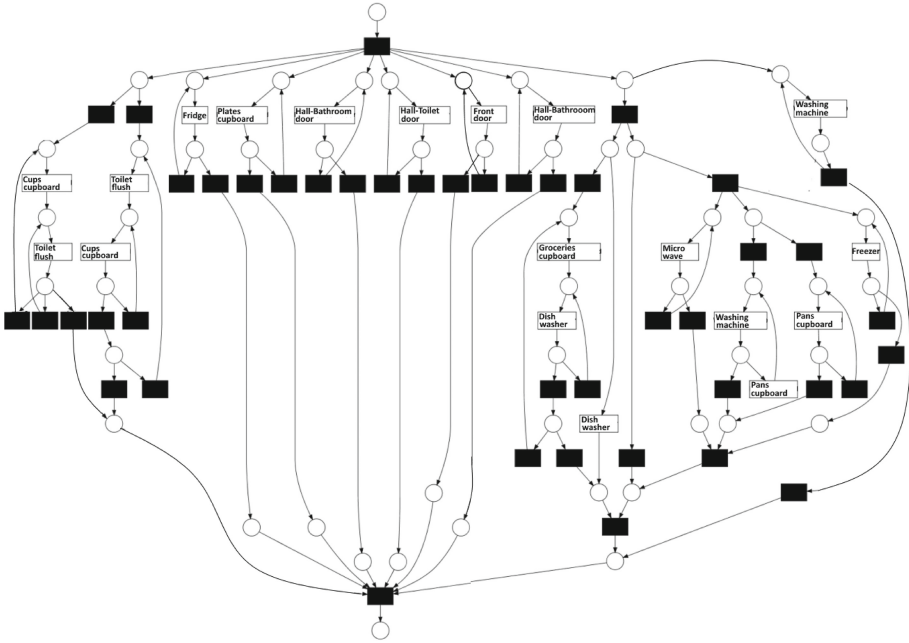 Washing
machine
Fridge
Plates
cupboard
Hall-Bathroom
door
Hall-Toilet
door
Front
door
Hall-Bathrooom
door
Cups
cupboard
Toilet
flush
Toilet
flush
Cups
cupboard
Groceries
cupboard
Micro
wave
Freezer
Dish
washer
Washing
machine
Pans
cupboard
Pans
cupboard
Dish
washer